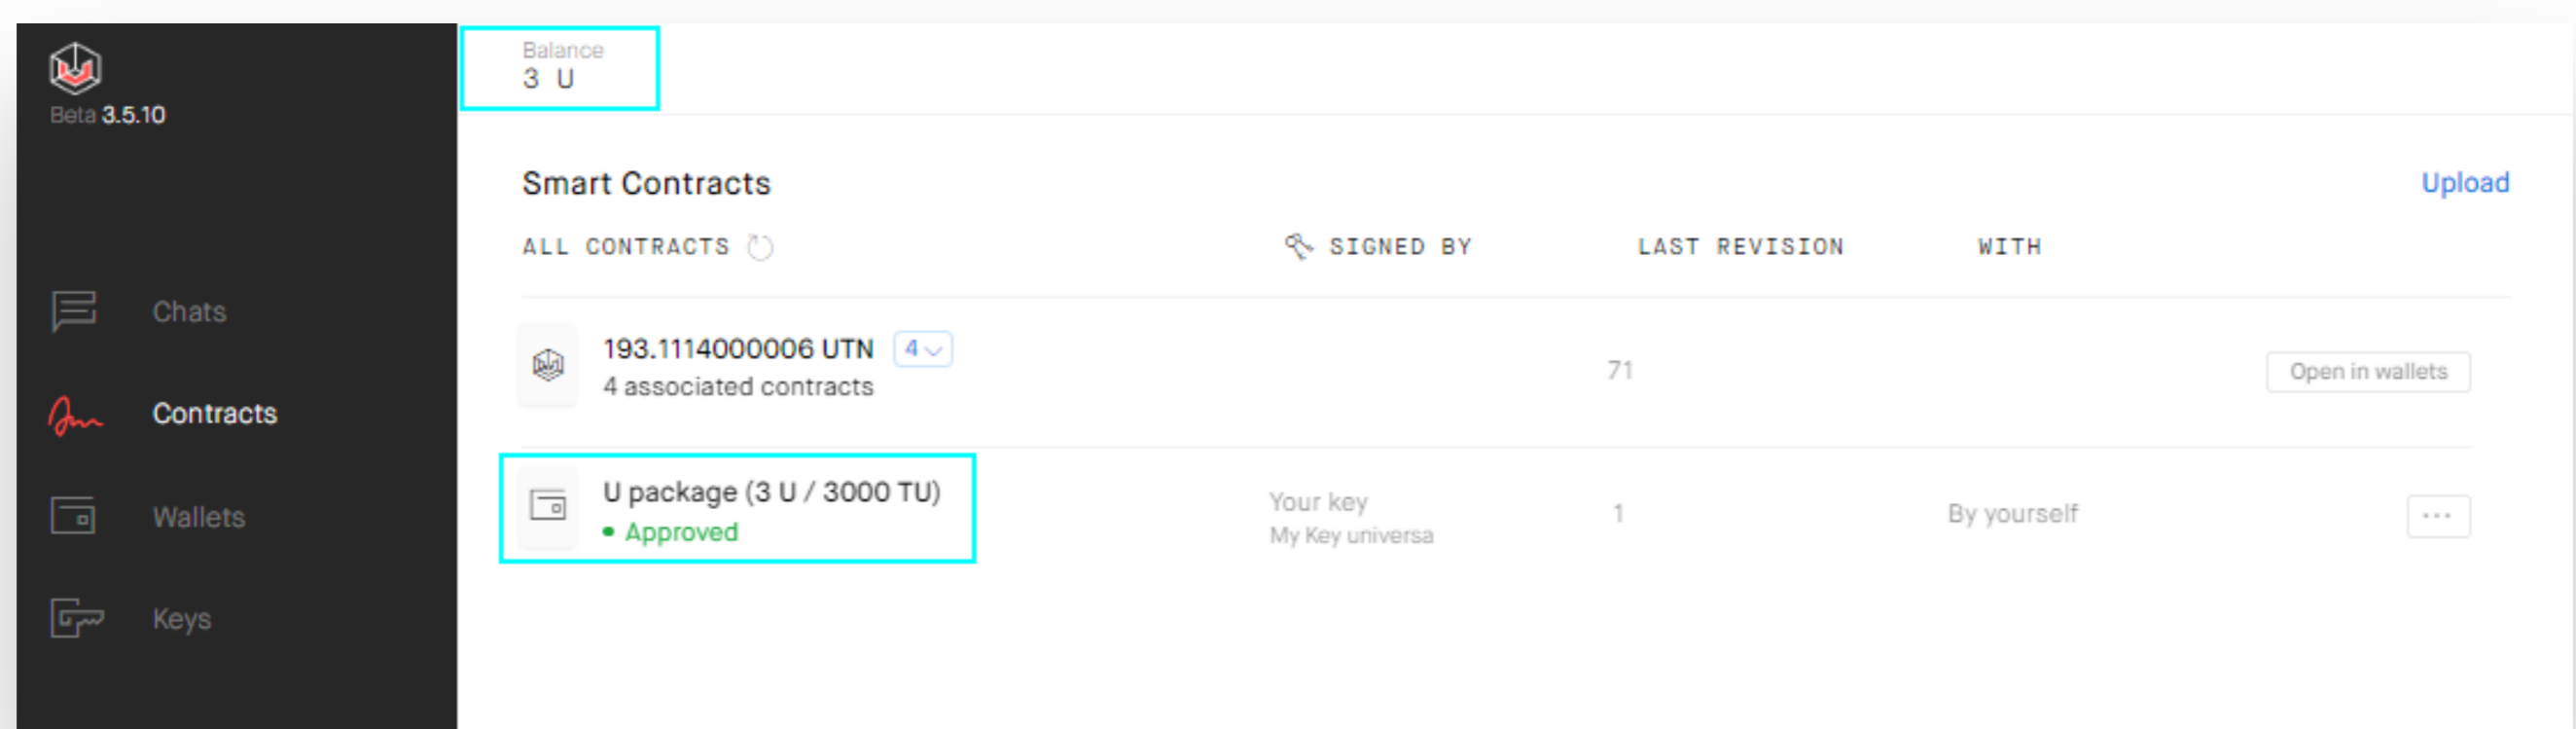 Beta 3.5.10
Chats
Contracts
Wallets
Keys
Balance
3 U
Smart Contracts
Upload
ALL CONTRACTS SIGNED BY LAST REVISION WITH
193.1114000006 UTN 4
4 associated contracts
71
Open in wallets
U package (3 U / 3000 TU)
Approved
Your key
My Key universa
1
By yourself
...